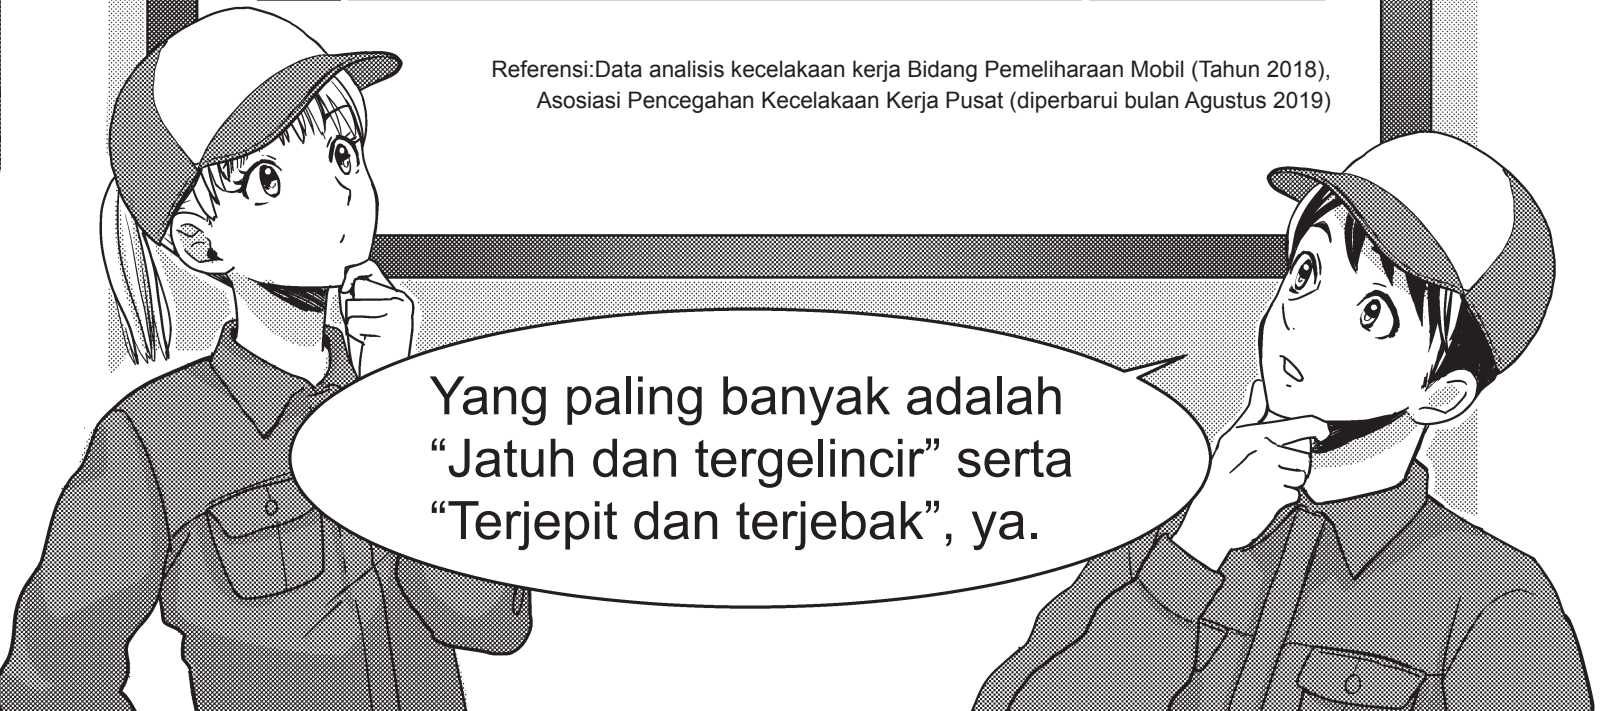 Referensi:Data analisis kecelakaan kerja Bidang Pemeliharaan Mobil (Tahun 2018),
Asosiasi Pencegahan Kecelakaan Kerja Pusat (diperbarui bulan Agustus 2019)
Yang paling banyak adalah
“Jatuh dan tergelincir” serta
“Terjepit dan terjebak”, ya.